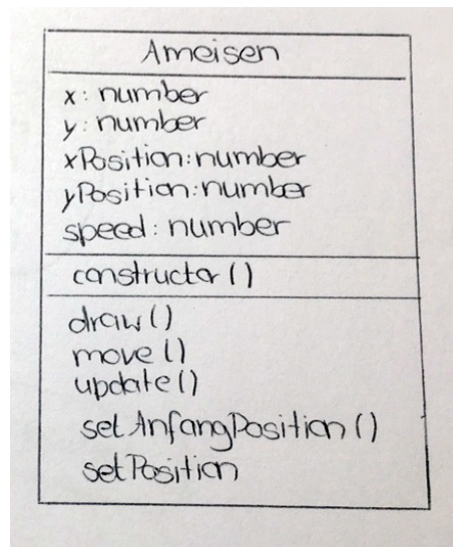 Ameisen
x: number
y: number
xPosition: number
yPosition: number
speed: number
constructor ()
draw ()
move ()
update ()
setAnfangPosition ()
setPosition